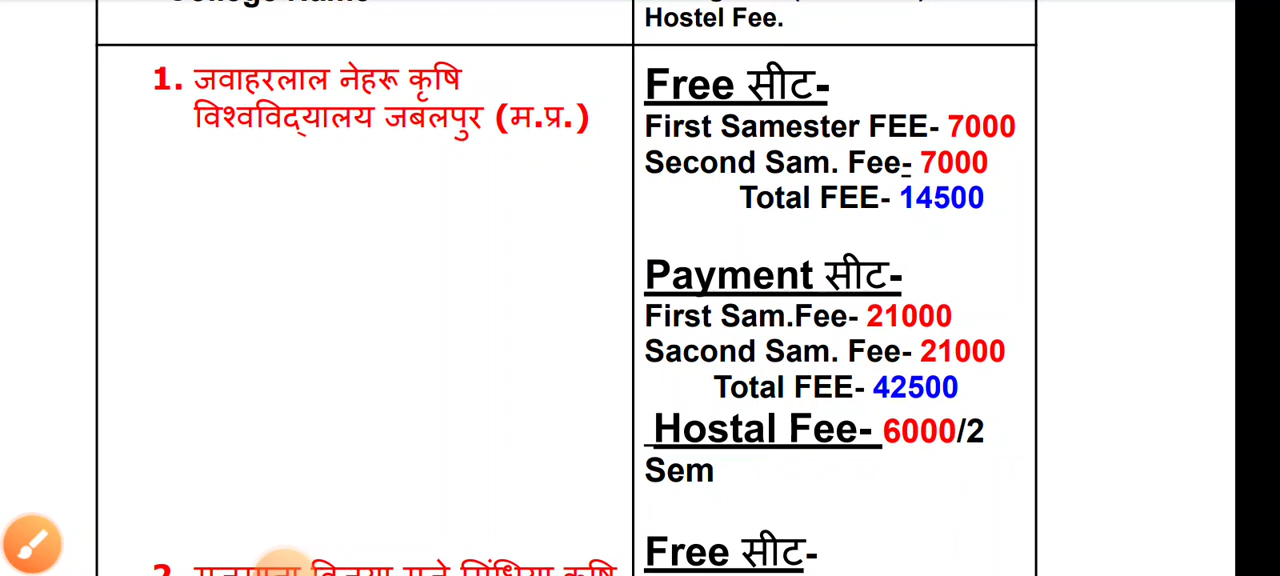 Hostel Fee.
1. जवाहरलाल नेहरू कृषि
विश्वविद्यालय जबलपुर (म.प्र.)
Free सीट-
First Samester FEE- 7000
Second Sam. Fee- 7000
Total FEE- 14500
Payment सीट-
First Sam.Fee- 21000
Sacond Sam. Fee- 21000
Total FEE- 42500
Hostal Fee- 6000/2
Sem
Free सीट-